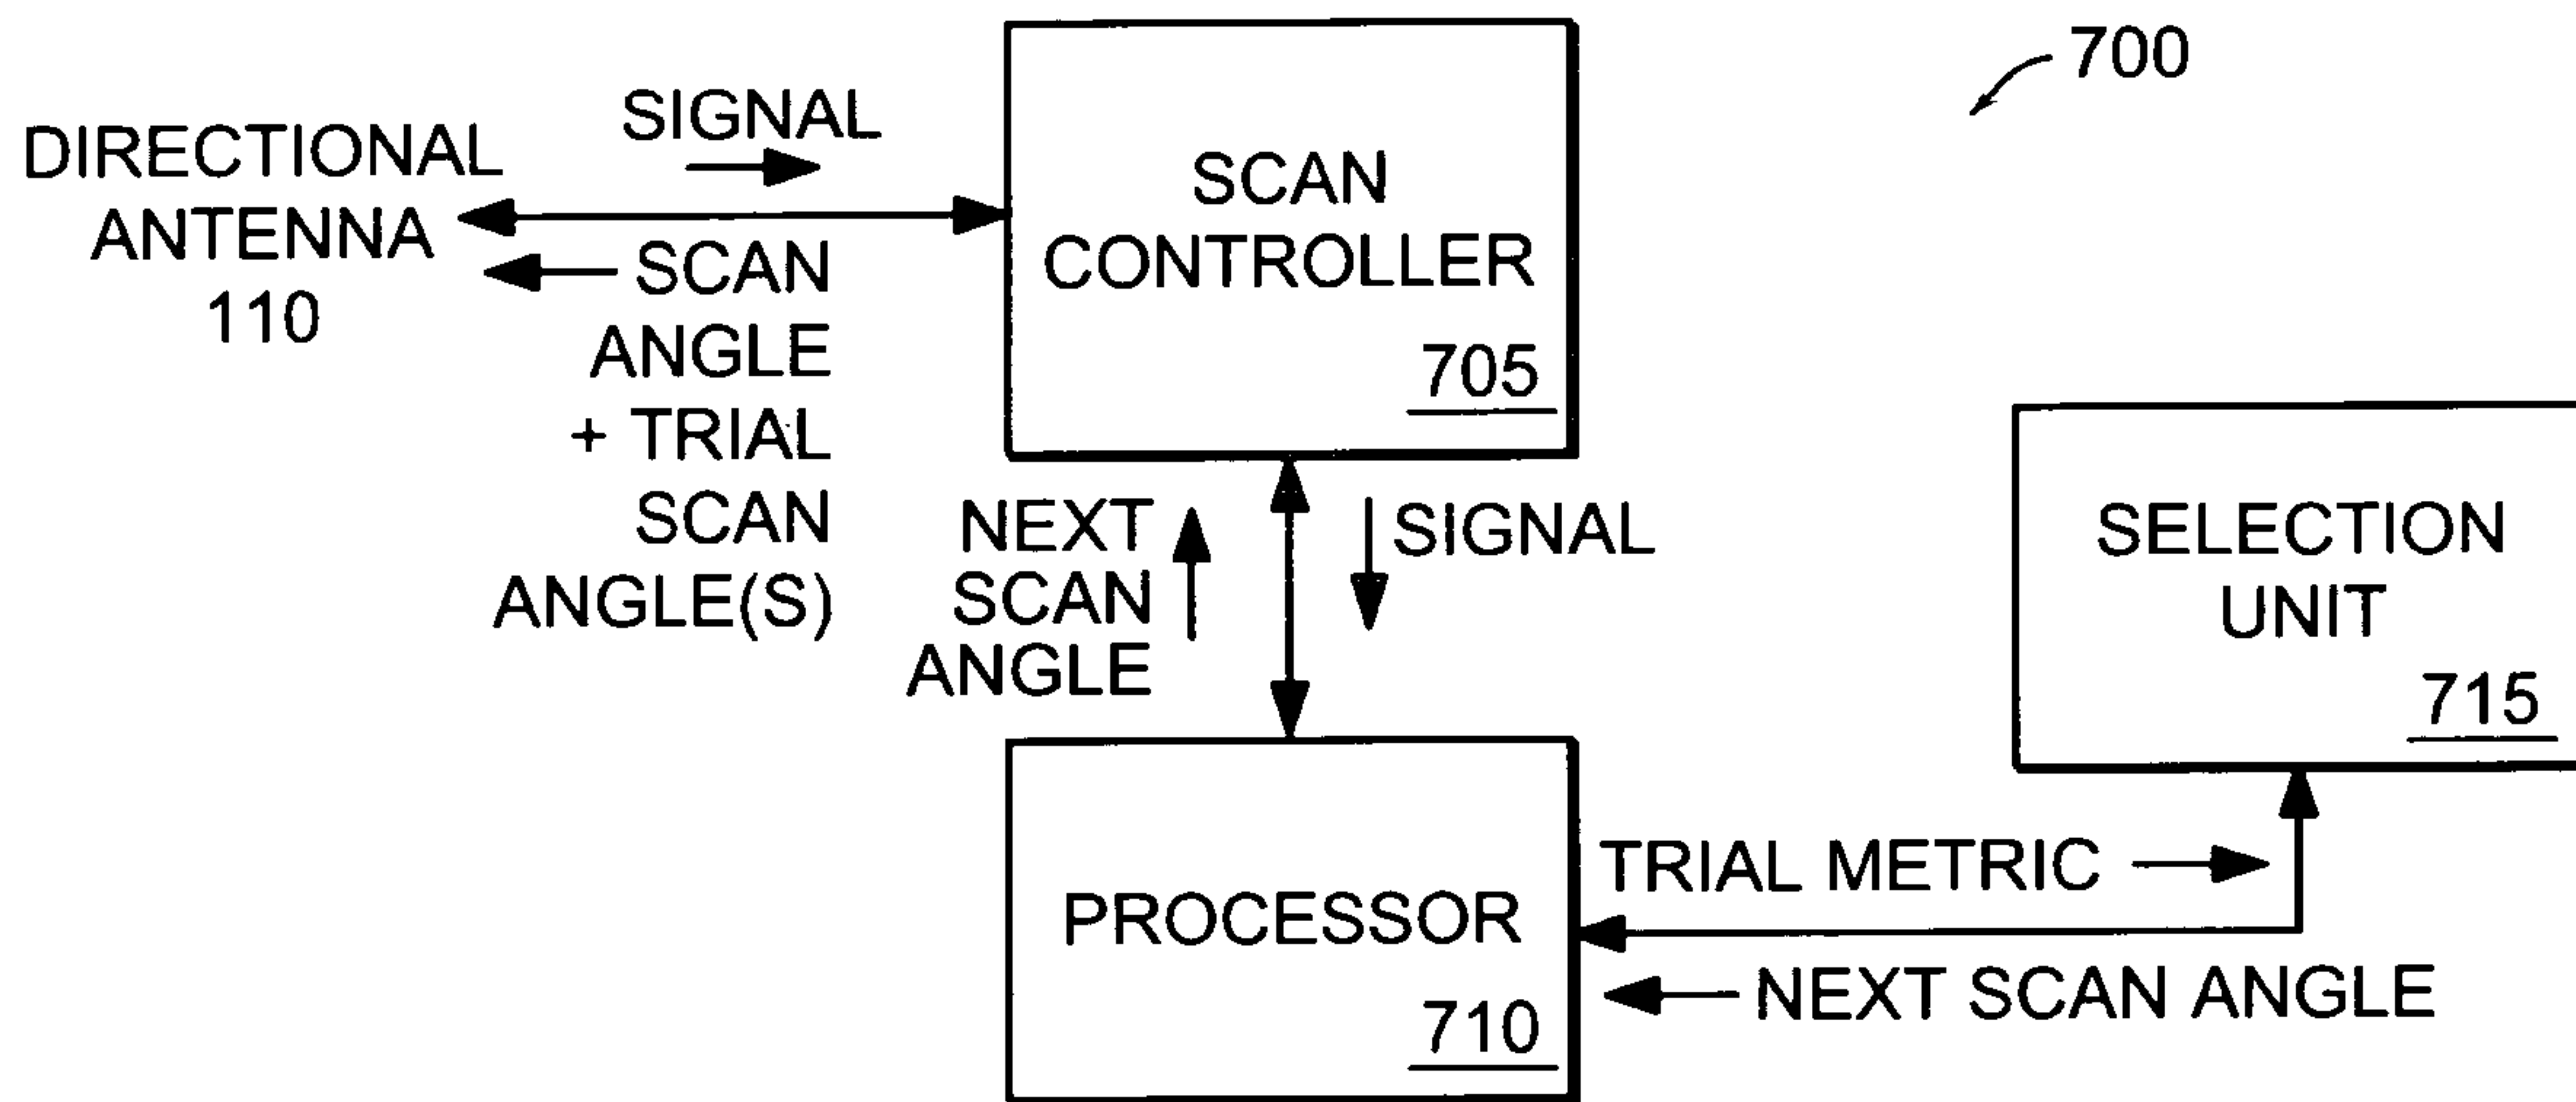 700
DIRECTIONAL
ANTENNA
110
SIGNAL
SCAN
ANGLE
+ TRIAL
SCAN
ANGLE(S)
SCAN
CONTROLLER
705
NEXT
SCAN
ANGLE
SIGNAL
SELECTION
UNIT
715
PROCESSOR
710
TRIAL METRIC
NEXT SCAN ANGLE